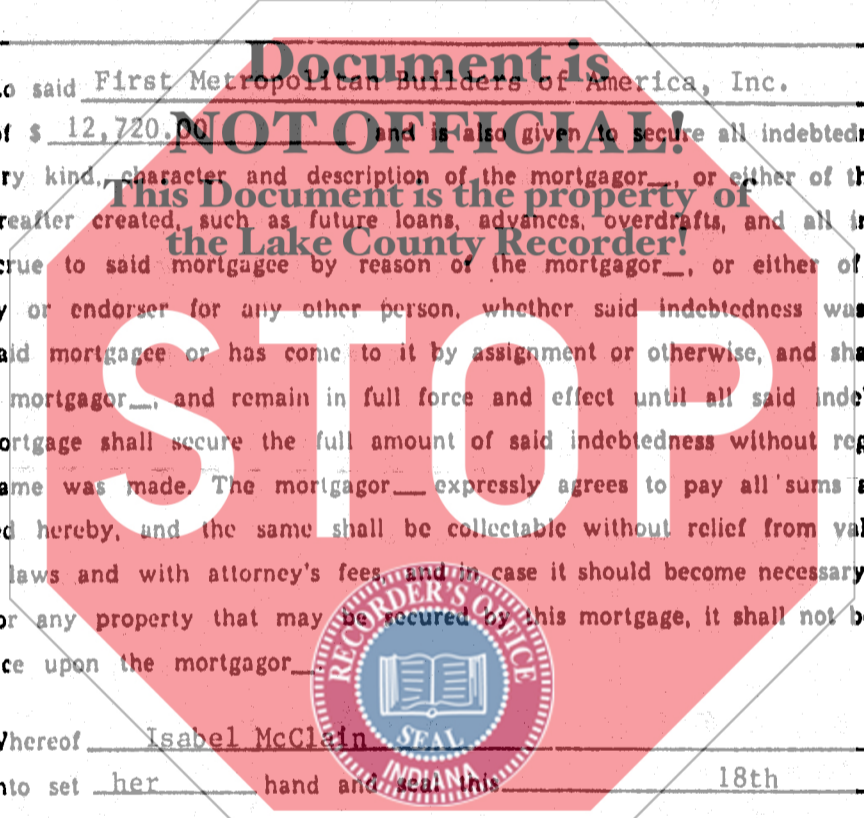 Document is
o said First Metropolitan Builders of America, Inc.
NOT OFFICIAL!
of $ 12,720.00 and is also given to secure all indebtedn
ry kind, character and description of the mortgagor__, or either of th
This Document is the property of
reafter created, such as future loans, advances, overdrafts, and all in
the Lake County Recorder!
crue to said mortgagee by reason of the mortgagor__, or either of
y or endorser for any other person, whether said indebtedness was
STOP
aid mortgagee or has come to it by assignment or otherwise, and sha
mortgagor__, and remain in full force and effect until all said inde
ortgage shall secure the full amount of said indebtedness without reg
ame was made. The mortgagor__ expressly agrees to pay all sums a
d hereby, and the same shall be collectable without relief from val
laws and with attorney's fees, and in case it should become necessary
or any property that may be secured by this mortgage, it shall not b
ce upon the mortgagor__.
RECORDER'S OFFICE
SEAL
INDIANA
Whereof Isabel McClain
nto set her hand and seal this 18th